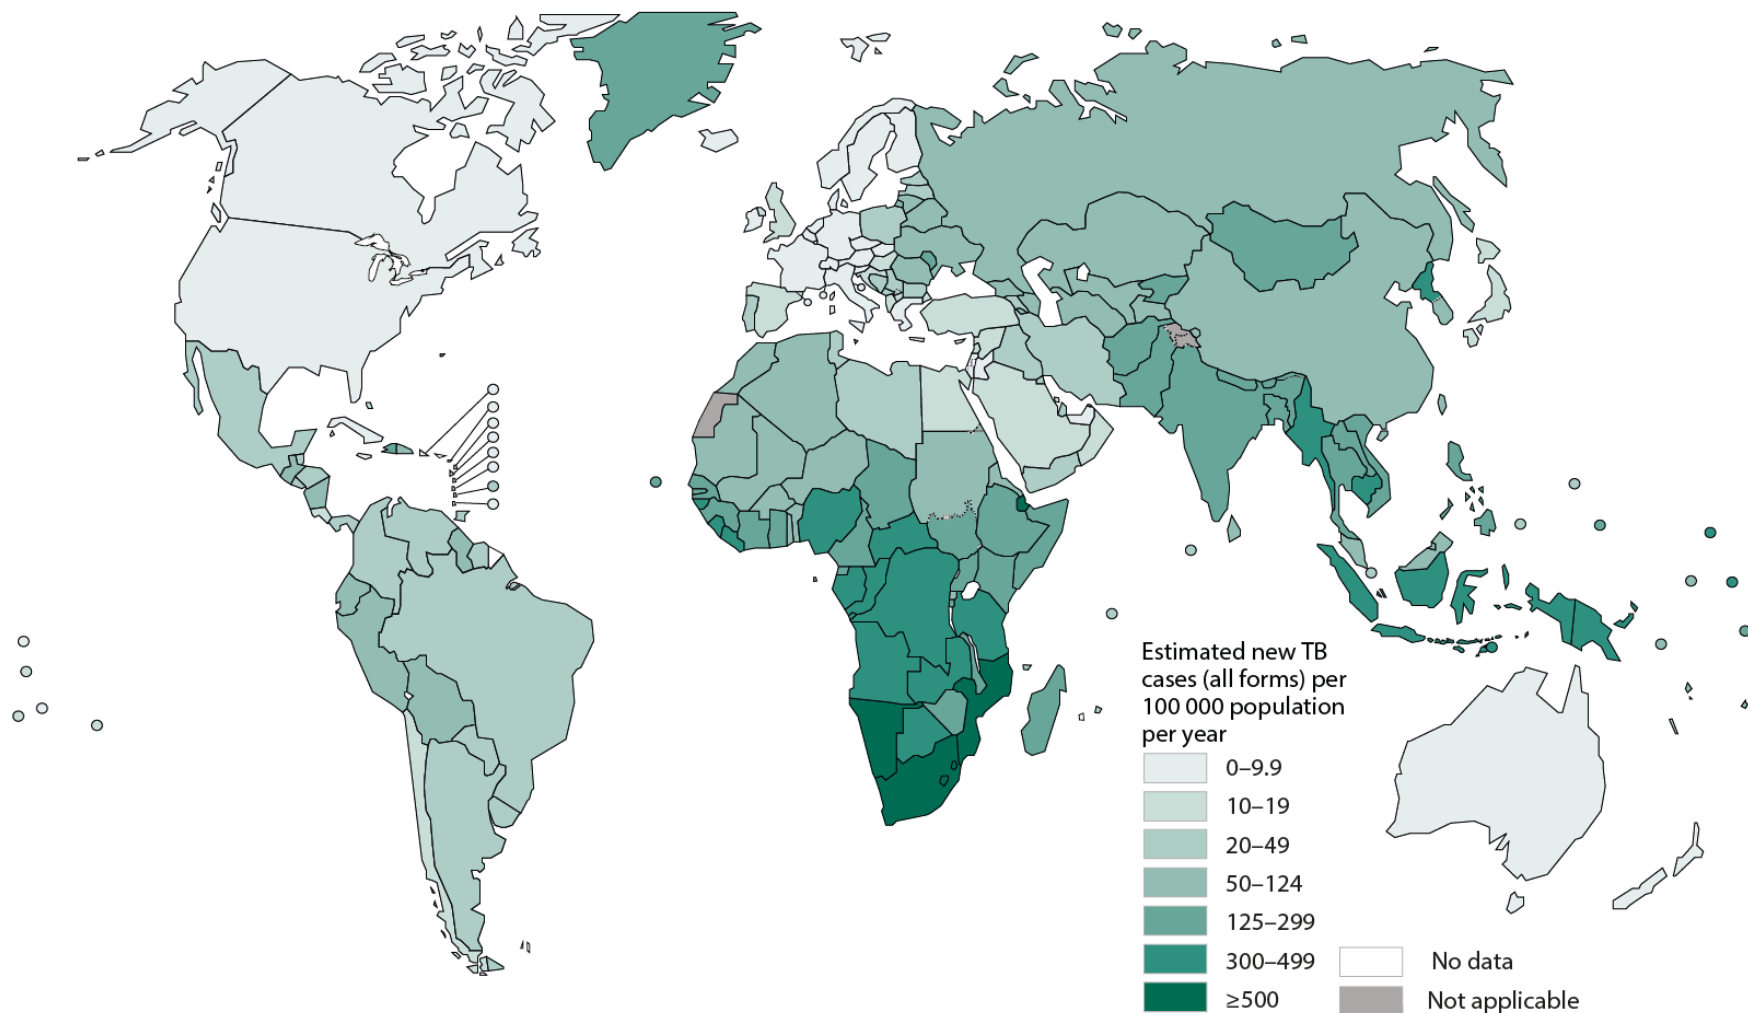 Estimated new TB
cases (all forms) per
100 000 population
per year
0–9.9
10–19
20–49
50–124
125–299
300–499
≥500
No data
Not applicable